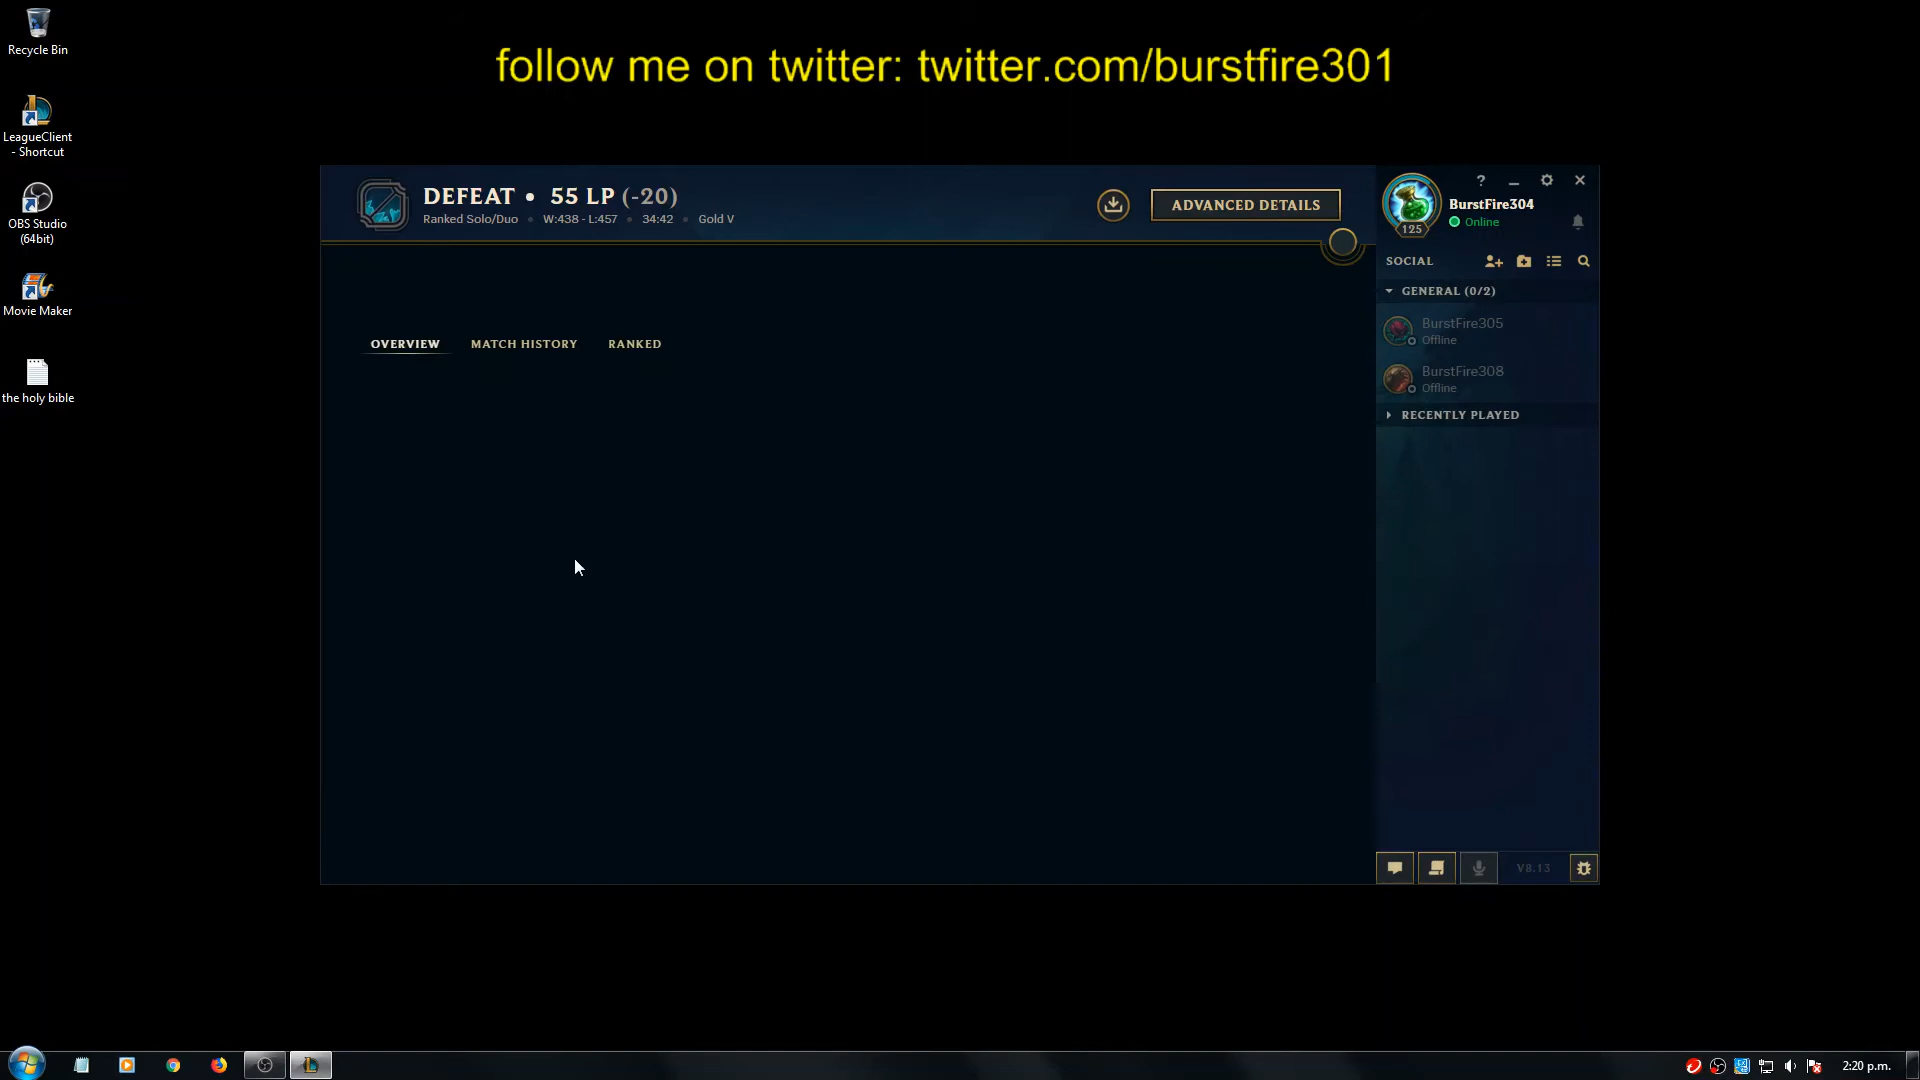 Recycle Bin
follow me on twitter: twitter.com/burstfire301
LeagueClient
- Shortcut
OBS Studio
(64bit)
Movie Maker
the holy bible
DEFEAT • 55 LP (-20)
Ranked Solo/Duo • W:438 - L:457 • 34:42 • Gold V
ADVANCED DETAILS
OVERVIEW
MATCH HISTORY
RANKED
?
125
BurstFire304
Online
SOCIAL
GENERAL (0/2)
BurstFire305
Offline
BurstFire308
Offline
RECENTLY PLAYED
V8.13
2:20 p.m.